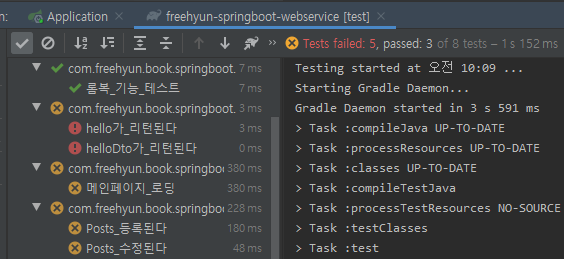 Application
freehyun-springboot-webservice [test]
Tests failed: 5, passed: 3 of 8 tests – 1 s 152 ms
com.freehyun.book.springboot. 7 ms
롬복_기능_테스트 7 ms
com.freehyun.book.springboot. 3 ms
hello가_리턴된다 3 ms
helloDto가_리턴된다 0 ms
com.freehyun.book.springbo 380 ms
메인페이지_로딩 380 ms
com.freehyun.book.springbo 228 ms
Posts_등록된다 180 ms
Posts_수정된다 48 ms
Testing started at 오전 10:09 ...
Starting Gradle Daemon...
Gradle Daemon started in 3 s 591 ms
> Task :compileJava UP-TO-DATE
> Task :processResources UP-TO-DATE
> Task :classes UP-TO-DATE
> Task :compileTestJava
> Task :processTestResources NO-SOURCE
> Task :testClasses
> Task :test